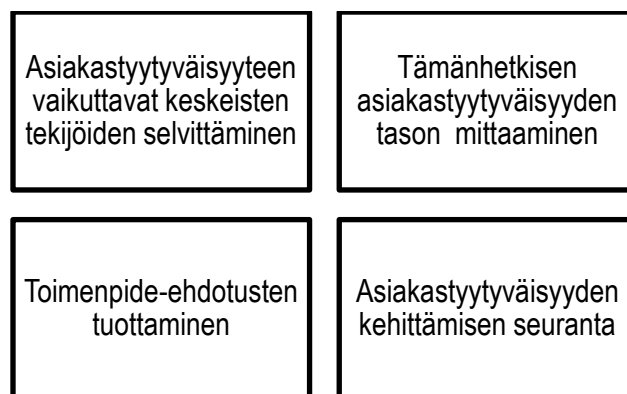 Asiakastyytyväisyyteen
vaikuttavat keskeisten
tekijöiden selvittäminen
Tämänhetkisen
asiakastyytyväisyyden
tason mittaaminen
Toimenpide-ehdotusten
tuottaminen
Asiakastyytyväisyyden
kehittämisen seuranta